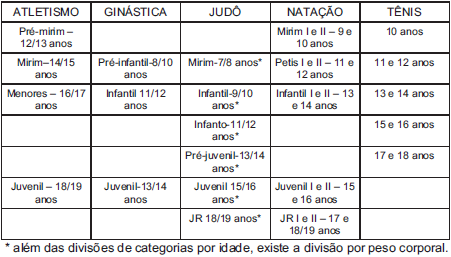 ATLETISMO GINÁSTICA JUDÔ NATAÇÃO TÊNIS
Pré-mirim – Mirim I e II – 9 e 10 anos
12/13 anos 10 anos
Mirim–14/15 Pré-infantil-8/10 Mirim-7/8 anos* Petis I e II – 11 e 11 e 12 anos
anos anos 12 anos
Menores – 16/17 Infantil 11/12 Infantil-9/10 Infantil I e II – 13 13 e 14 anos
anos anos anos* e 14 anos
Infanto-11/12 15 e 16 anos
anos*
Pré-juvenil-13/14 17 e 18 anos
anos*
Juvenil – 18/19 Juvenil-13/14 Juvenil 15/16 Juvenil I e II – 15
anos anos anos* e 16 anos
JR 18/19 anos* JR I e II – 17 e
18/19 anos
* além das divisões de categorias por idade, existe a divisão por peso corporal.